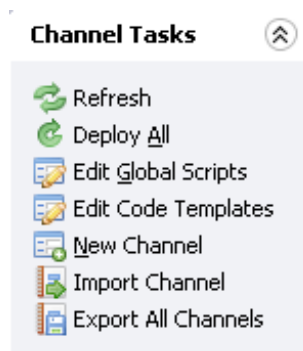 Channel Tasks
Refresh
Deploy All
Edit Global Scripts
Edit Code Templates
New Channel
Import Channel
Export All Channels